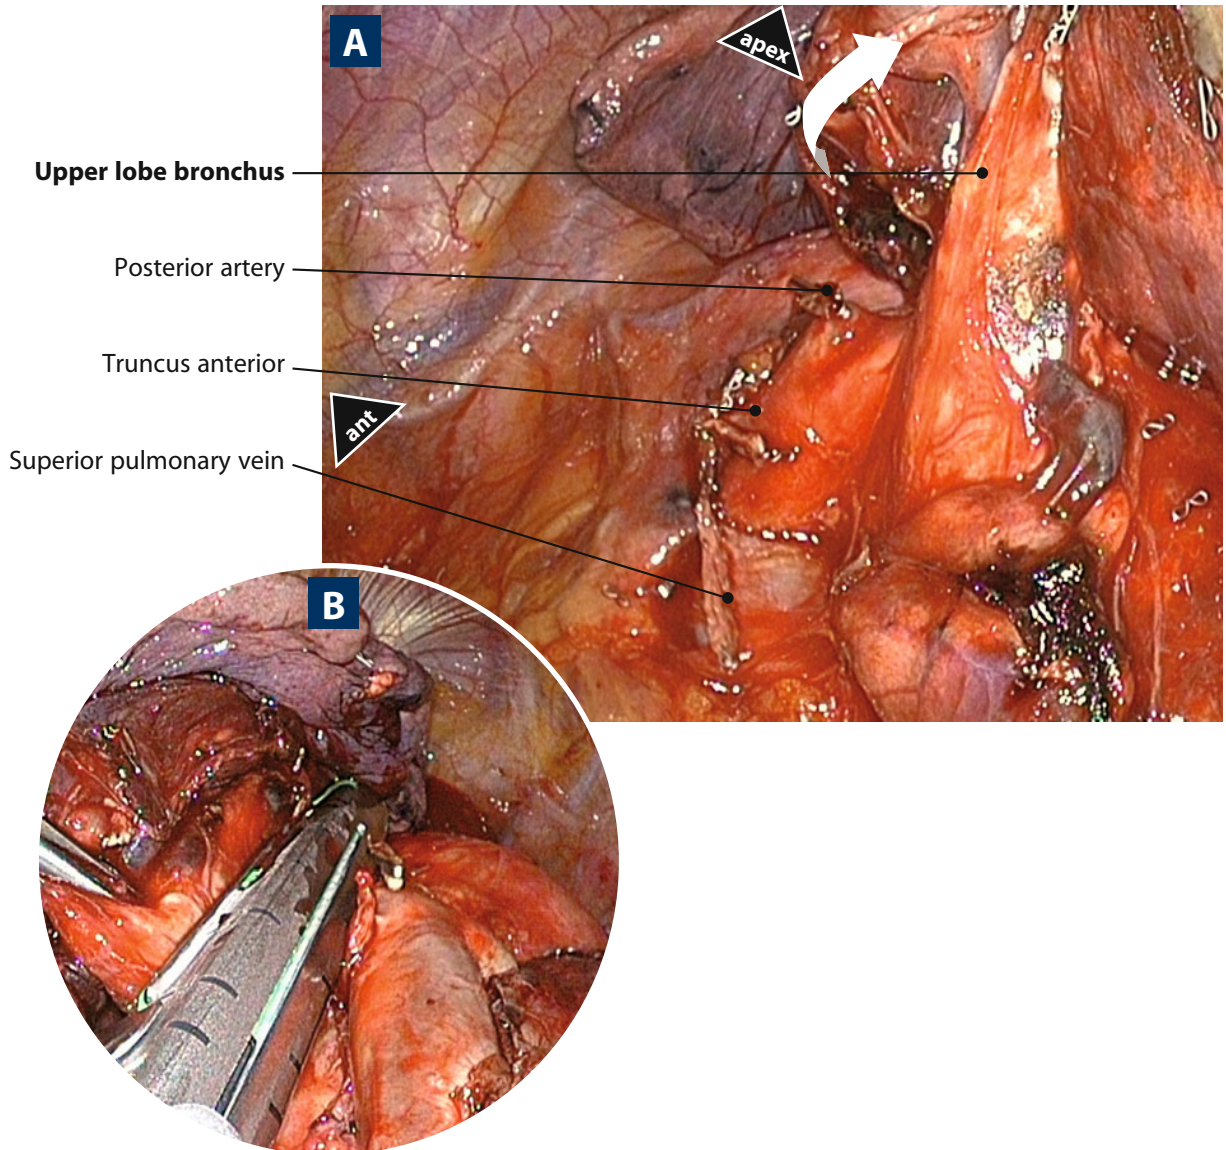 A
apex
Upper lobe bronchus
Posterior artery
Truncus anterior
ant
Superior pulmonary vein
B